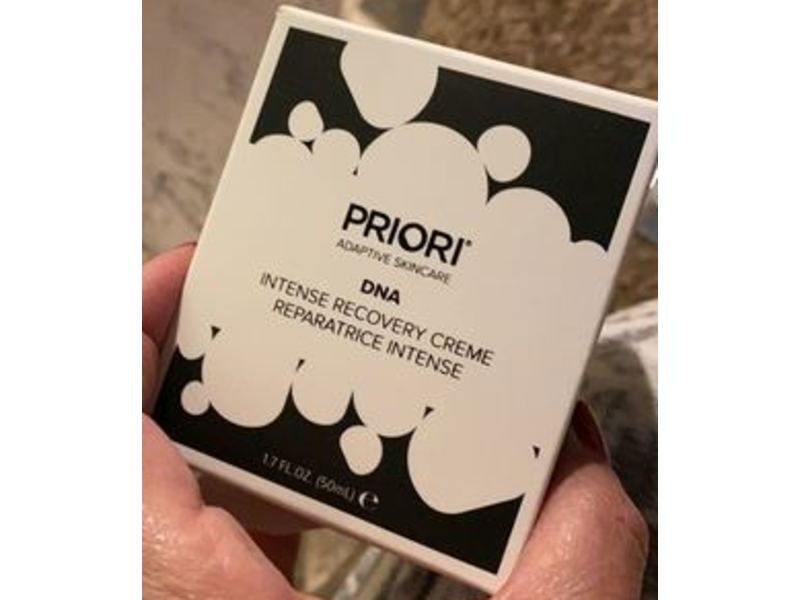 PRIORI®
ADAPTIVE SKINCARE
DNA
INTENSE RECOVERY CREME
REPARATRICE INTENSE
1.7 FL.OZ. (50mL) ℮